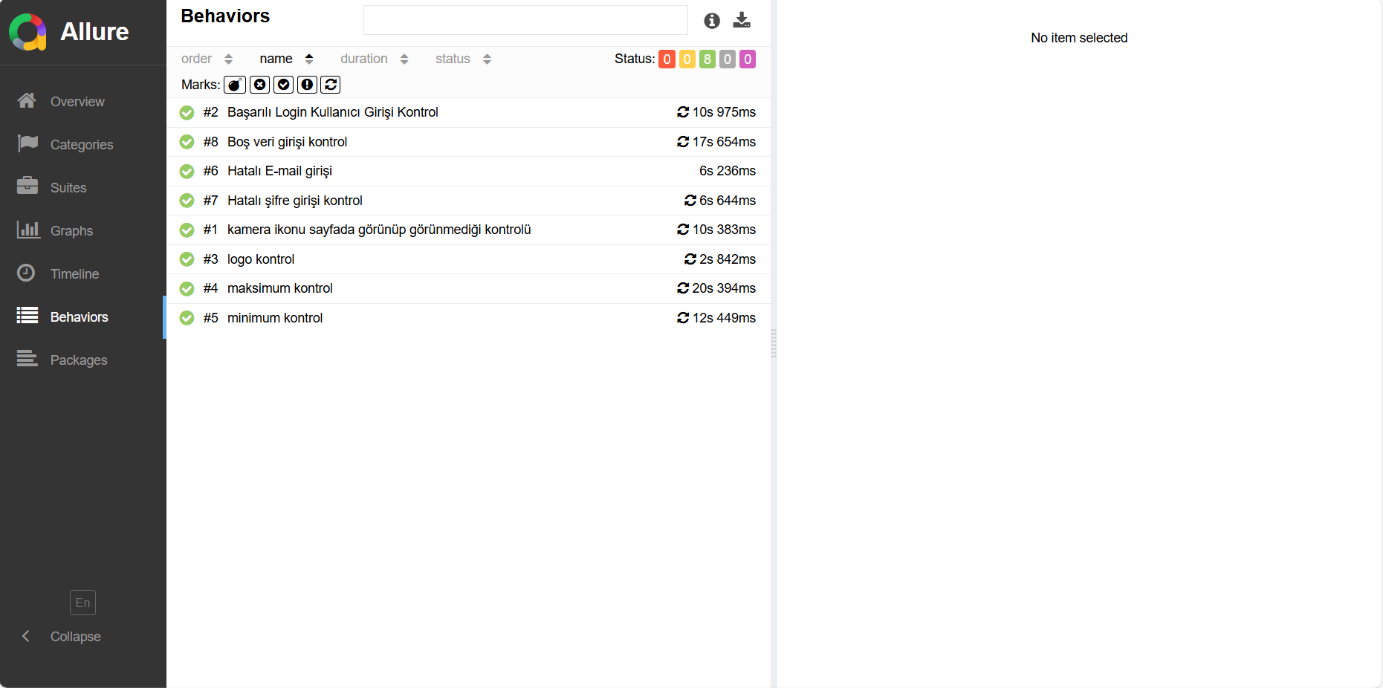 Allure
Overview
Categories
Suites
Graphs
Timeline
Behaviors
Packages
En
Collapse
Behaviors
order name duration status Status: 0 0 8 0 0
Marks:
#2 Başarılı Login Kullanıcı Girişi Kontrol 10s 975ms
#8 Boş veri girişi kontrol 17s 654ms
#6 Hatalı E-mail girişi 6s 236ms
#7 Hatalı şifre girişi kontrol 6s 644ms
#1 kamera ikonu sayfada görünüp görünmediği kontrolü 10s 383ms
#3 logo kontrol 2s 842ms
#4 maksimum kontrol 20s 394ms
#5 minimum kontrol 12s 449ms
No item selected